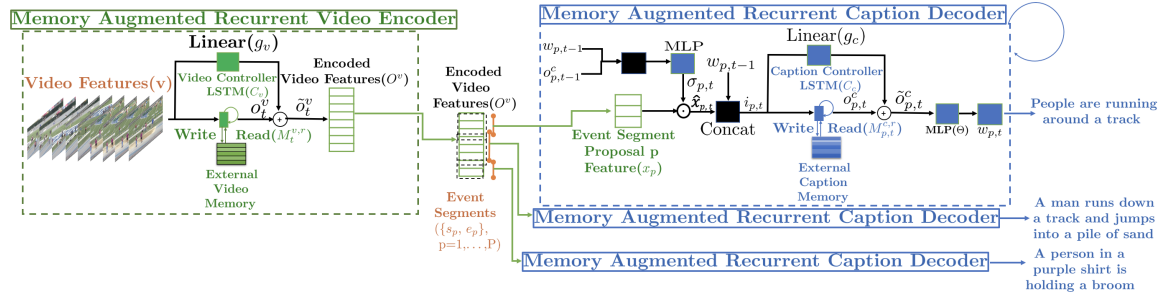 Memory Augmented Recurrent Video Encoder
Linear(g_v)
Video Features(v)
Video Controller
LSTM(C_v)
o_t^v
õ_t^v
Write
Read(M_t^{v,r})
External
Video
Memory
Encoded
Video Features(O^v)
Encoded
Video
Features(O^v)
Event
Segments
({s_p, e_p},
p=1,...,P)
Memory Augmented Recurrent Caption Decoder
w_{p,t−1}
o_{p,t−1}^c
MLP
σ_{p,t}
w_{p,t−1}
x̂_{p,t}
i_{p,t}
Concat
Event Segment
Proposal p
Feature(x_p)
Linear(g_c)
Caption Controller
LSTM(C_v)
o_{p,t}^c
õ_{p,t}^c
Write
Read(M_{p,t}^{c,r})
External
Caption
Memory
MLP(Θ)
w_{p,t}
People are running
around a track
Memory Augmented Recurrent Caption Decoder
A man runs down
a track and jumps
into a pile of sand
Memory Augmented Recurrent Caption Decoder
A person in a
purple shirt is
holding a broom